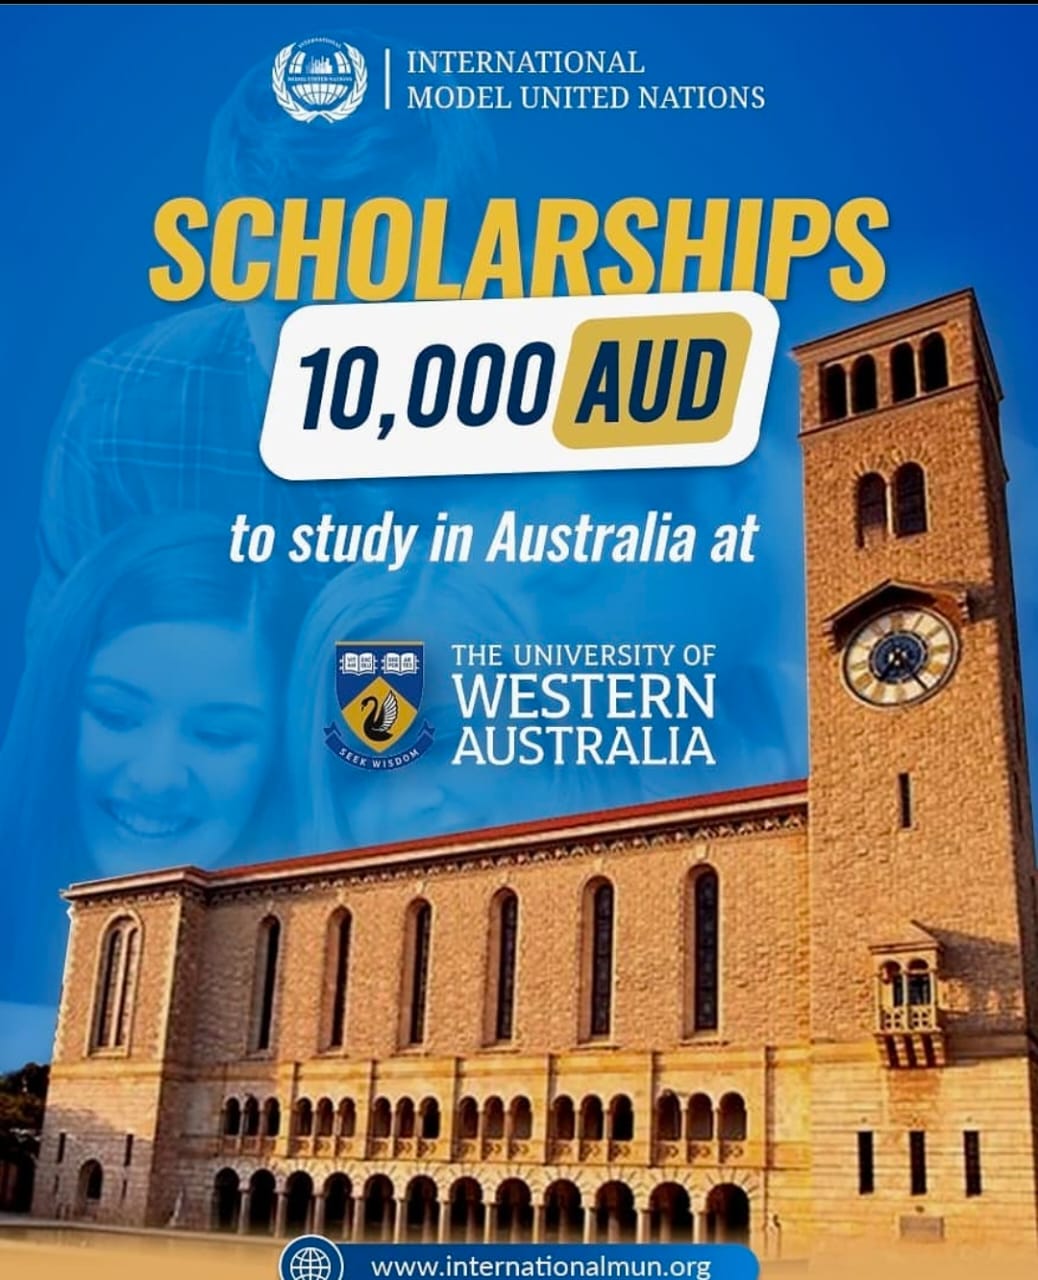 INTERNATIONAL
MODEL UNITED NATIONS
SCHOLARSHIPS
10,000 AUD
to study in Australia at
THE UNIVERSITY OF
WESTERN
AUSTRALIA
SEEK WISDOM
www.internationalmun.org